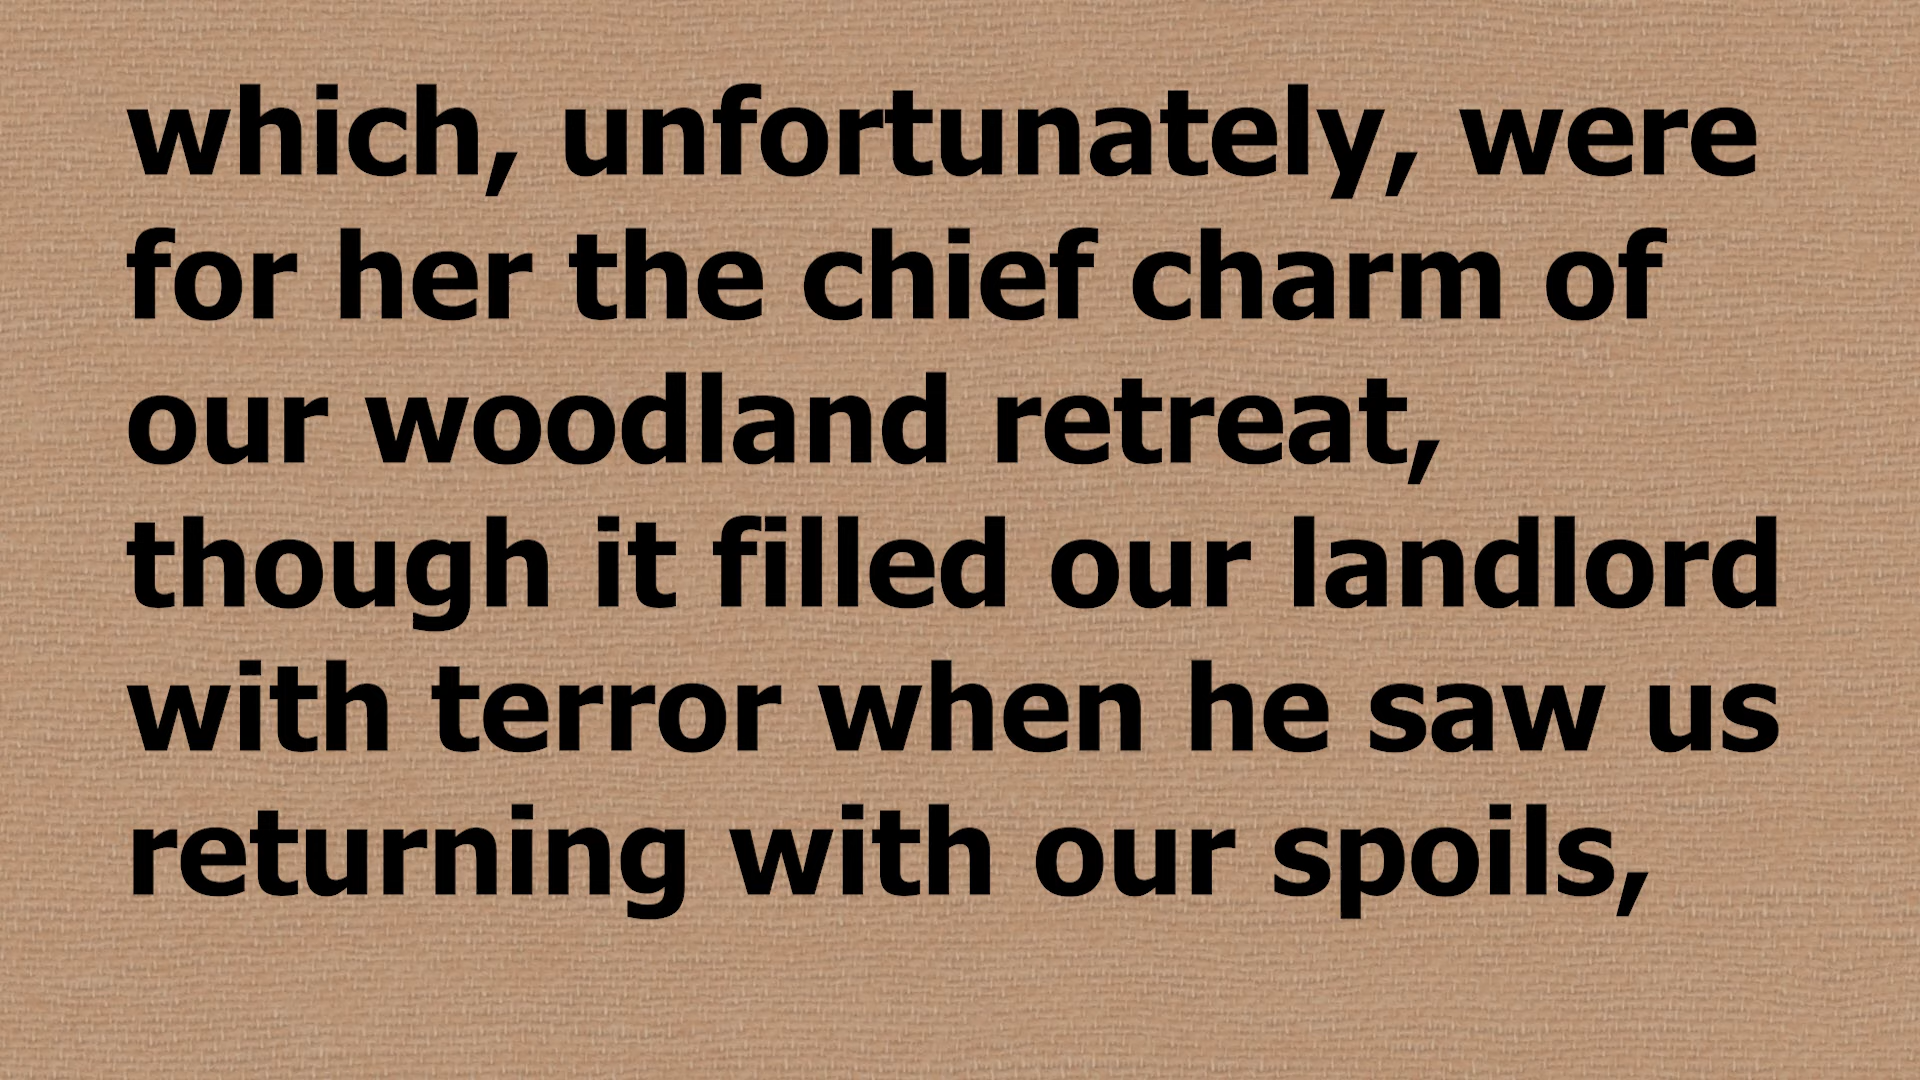 which, unfortunately, were
for her the chief charm of
our woodland retreat,
though it filled our landlord
with terror when he saw us
returning with our spoils,